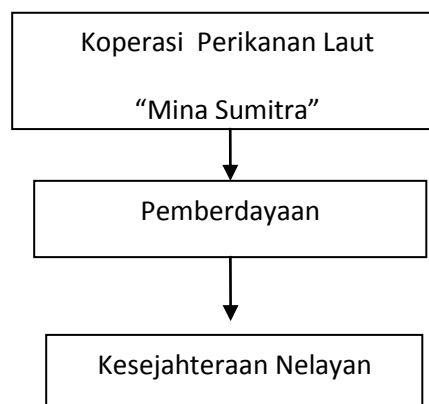 Koperasi Perikanan Laut
“Mina Sumitra”
Pemberdayaan
Kesejahteraan Nelayan